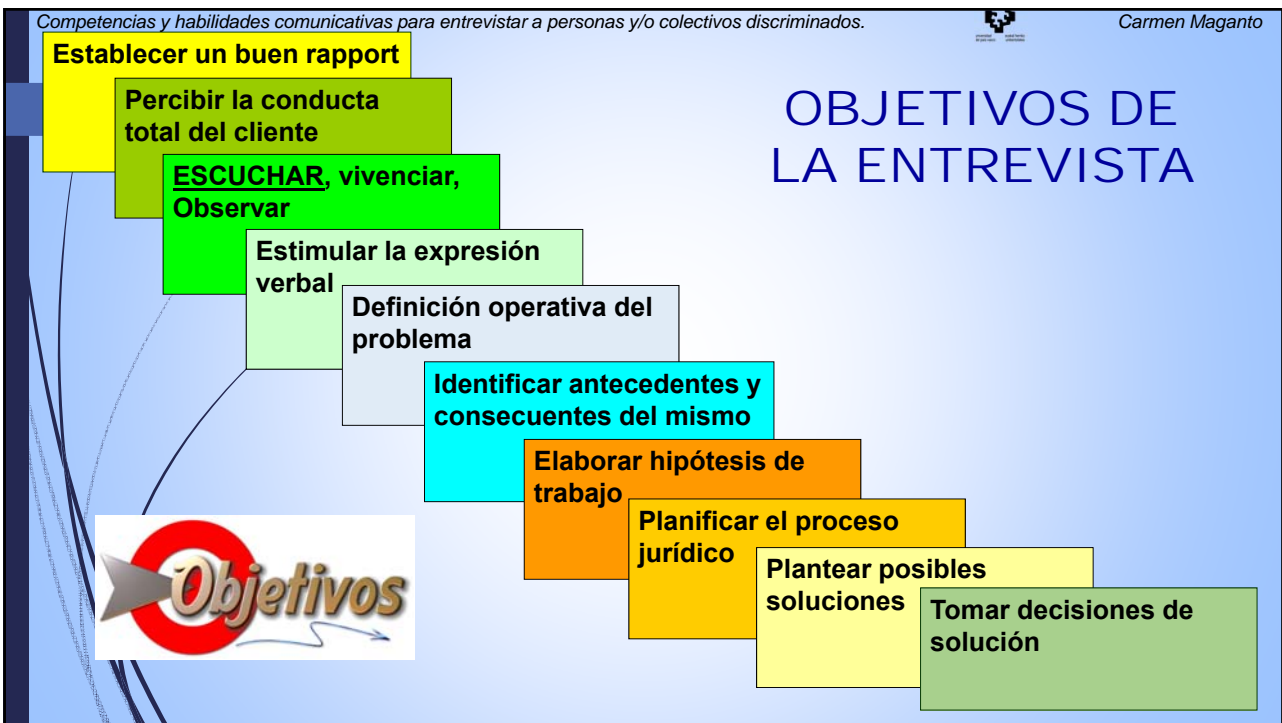 Competencias y habilidades comunicativas para entrevistar a personas y/o colectivos discriminados.
Carmen Maganto
OBJETIVOS DE
LA ENTREVISTA
Establecer un buen rapport
Percibir la conducta
total del cliente
ESCUCHAR, vivenciar,
Observar
Estimular la expresión
verbal
Definición operativa del
problema
Identificar antecedentes y
consecuentes del mismo
Elaborar hipótesis de
trabajo
Planificar el proceso
jurídico
Plantear posibles
soluciones
Tomar decisiones de
solución
Objetivos